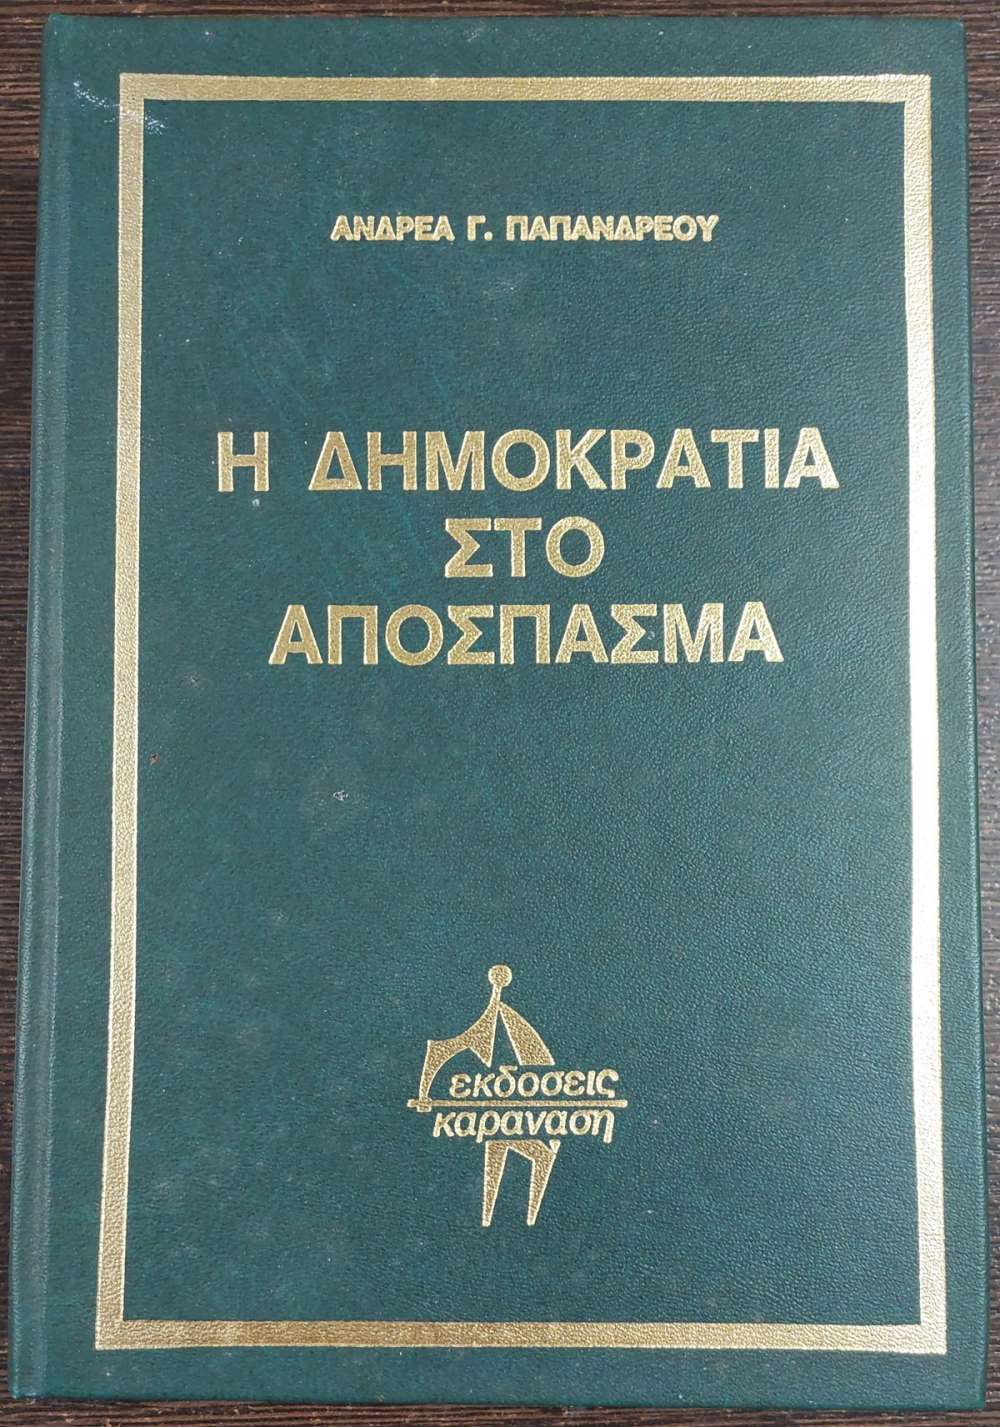 ΑΝΔΡΕΑ Γ. ΠΑΠΑΝΔΡΕΟΥ
Η ΔΗΜΟΚΡΑΤΙΑ
ΣΤΟ
ΑΠΟΣΠΑΣΜΑ
εκδοσεις
καραναση